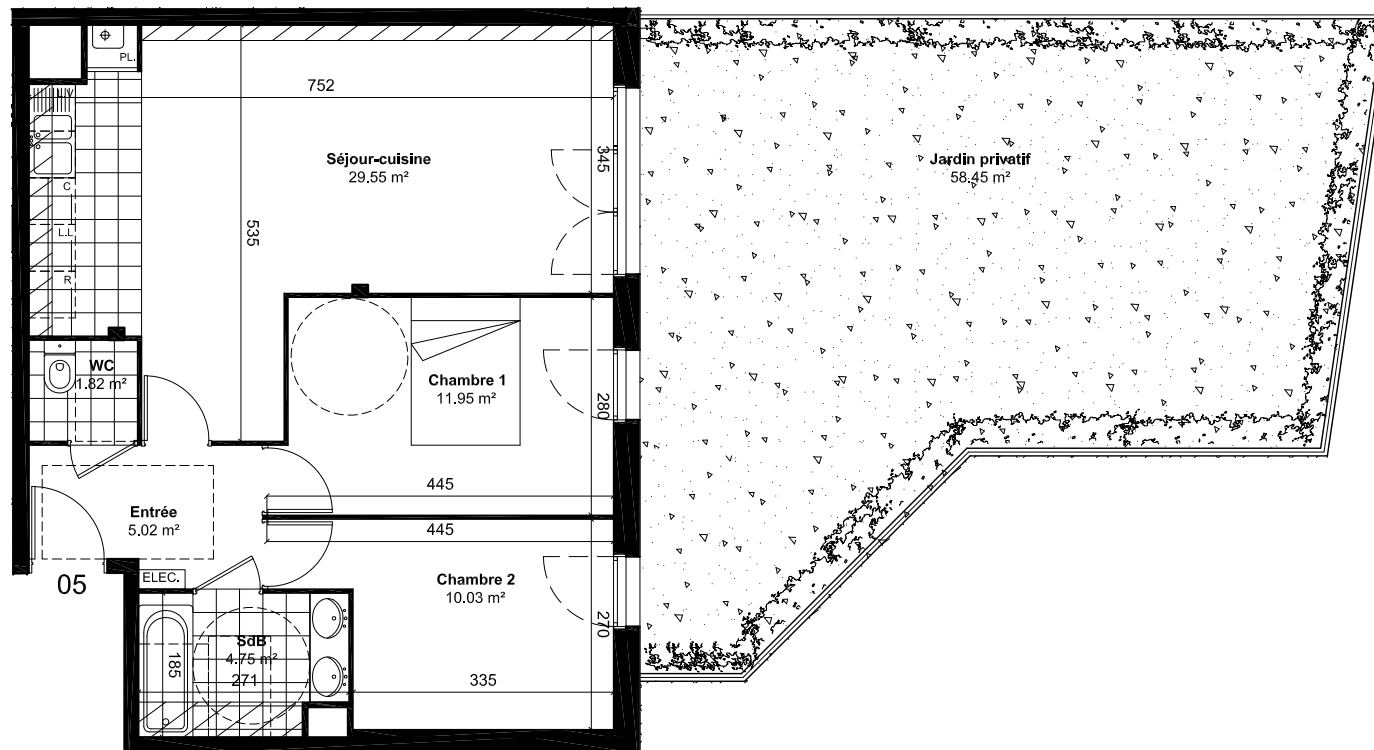 PL.
L.V
752
Séjour-cuisine
29.55 m²
345
Jardin privatif
58.45 m²
C
L.L
R
535
WC
1.82 m²
Chambre 1
11.95 m²
280
445
Entrée
5.02 m²
445
05
ELEC.
Chambre 2
10.03 m²
270
SdB
4.75 m²
185
271
335